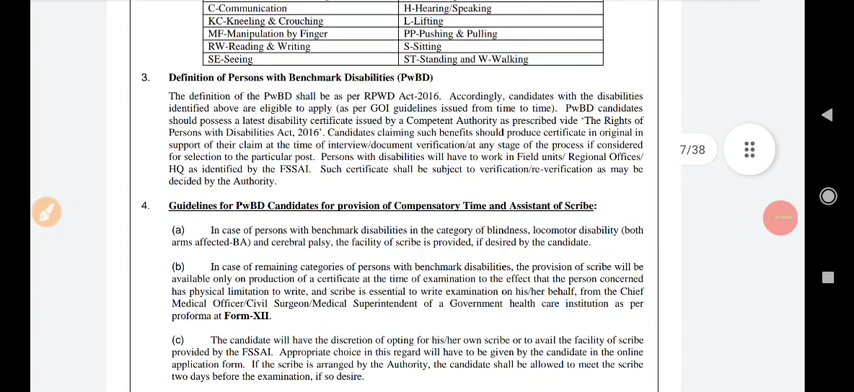 C-Communication H-Hearing/Speaking
KC-Kneeling & Crouching L-Lifting
MF-Manipulation by Finger PP-Pushing & Pulling
RW-Reading & Writing S-Sitting
SE-Seeing ST-Standing and W-Walking
3. Definition of Persons with Benchmark Disabilities (PwBD)
The definition of the PwBD shall be as per RPWD Act-2016. Accordingly, candidates with the disabilities
identified above are eligible to apply (as per GOI guidelines issued from time to time). PwBD candidates
should possess a latest disability certificate issued by a Competent Authority as prescribed vide 'The Rights of
Persons with Disabilities Act, 2016'. Candidates claiming such benefits should produce certificate in original in
support of their claim at the time of interview/document verification/at any stage of the process if considered
for selection to the particular post. Persons with disabilities will have to work in Field units/ Regional Offices/
HQ as identified by the FSSAI. Such certificate shall be subject to verification/re-verification as may be
decided by the Authority.
7/38
4. Guidelines for PwBD Candidates for provision of Compensatory Time and Assistant of Scribe:
(a) In case of persons with benchmark disabilities in the category of blindness, locomotor disability (both
arms affected-BA) and cerebral palsy, the facility of scribe is provided, if desired by the candidate.
(b) In case of remaining categories of persons with benchmark disabilities, the provision of scribe will be
available only on production of a certificate at the time of examination to the effect that the person concerned
has physical limitation to write, and scribe is essential to write examination on his/her behalf, from the Chief
Medical Officer/Civil Surgeon/Medical Superintendent of a Government health care institution as per
proforma at Form-XII.
(c) The candidate will have the discretion of opting for his/her own scribe or to avail the facility of scribe
provided by the FSSAI. Appropriate choice in this regard will have to be given by the candidate in the online
application form. If the scribe is arranged by the Authority, the candidate shall be allowed to meet the scribe
two days before the examination, if so desire.